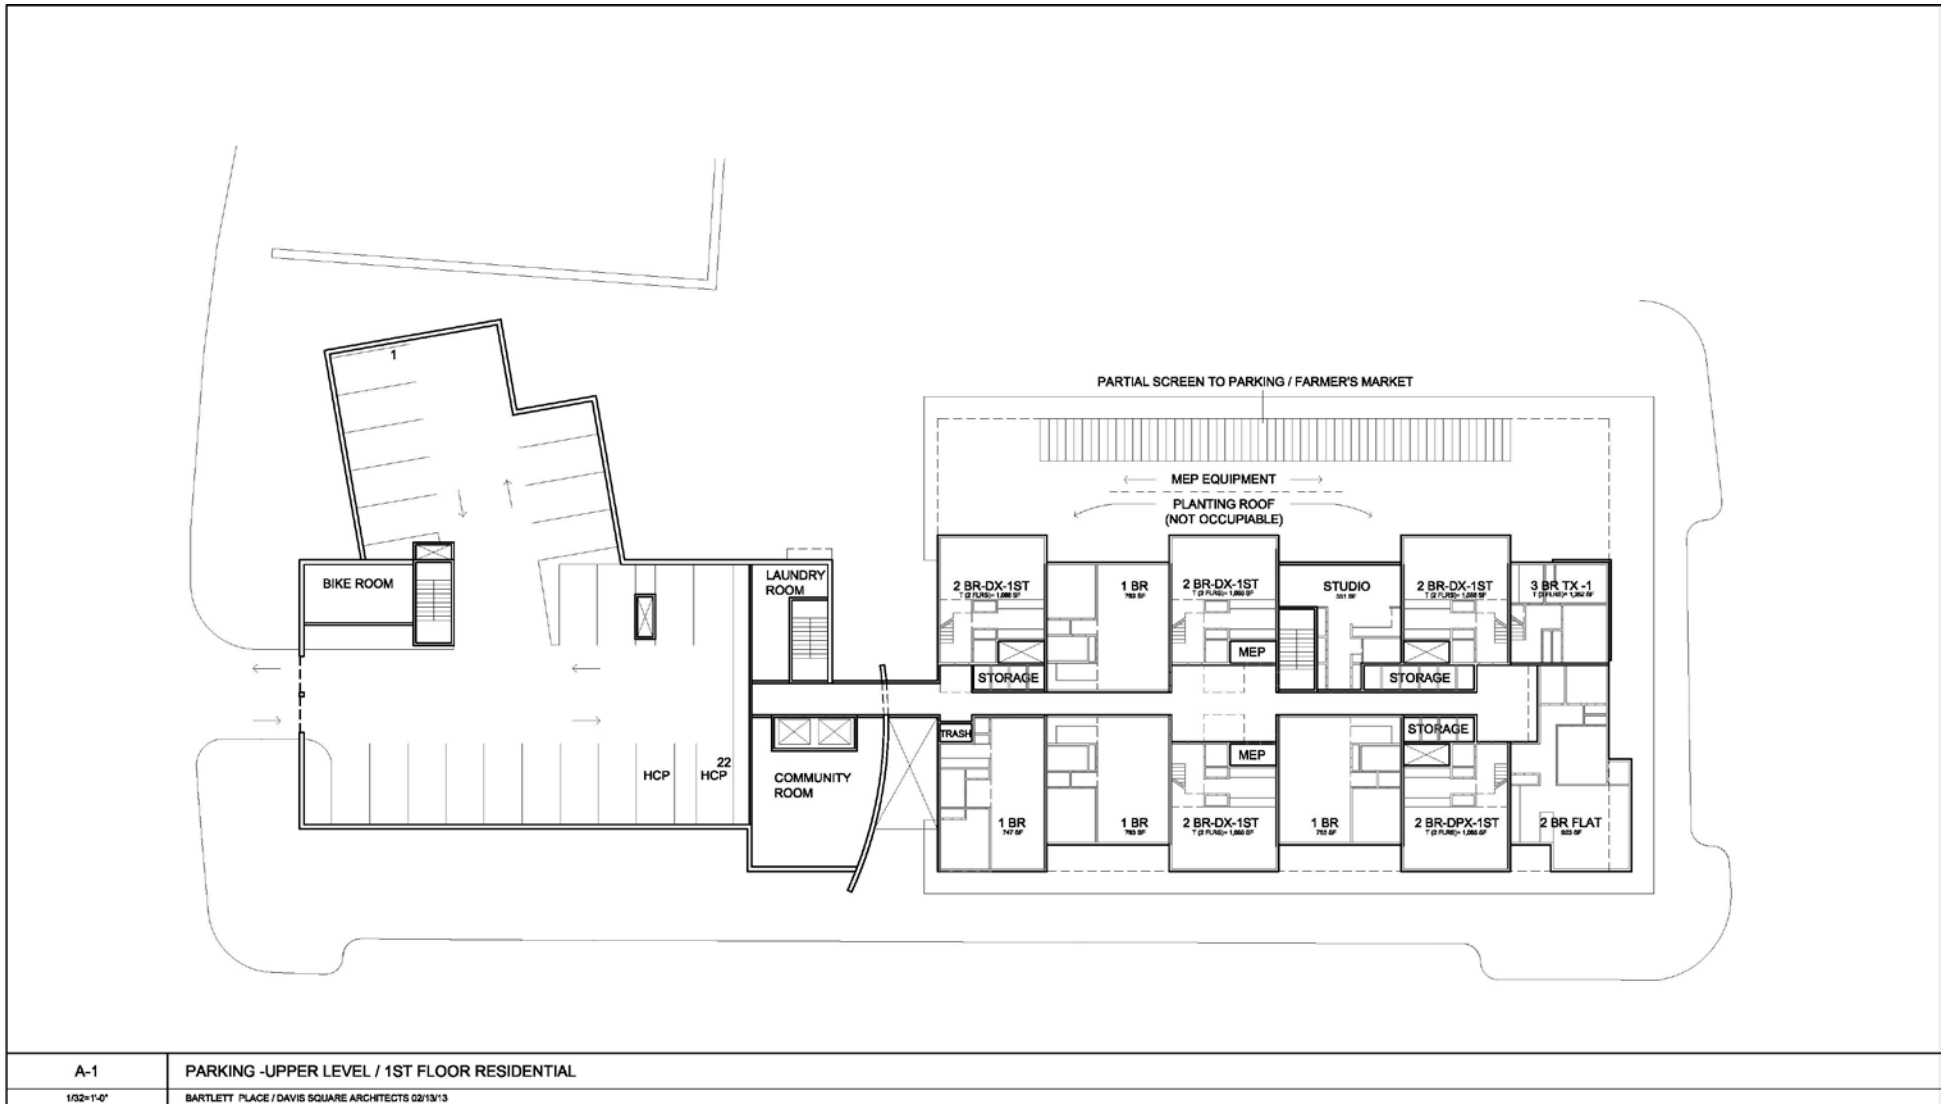 1
PARTIAL SCREEN TO PARKING / FARMER'S MARKET
MEP EQUIPMENT
PLANTING ROOF
(NOT OCCUPIABLE)
BIKE ROOM
LAUNDRY
ROOM
2 BR-DX-1ST
1 BR
2 BR-DX-1ST
STUDIO
2 BR-DX-1ST
3 BR TX -1
MEP
STORAGE
STORAGE
TRASH
STORAGE
MEP
HCP
22
HCP
COMMUNITY
ROOM
1 BR
747 SF
1 BR
2 BR-DX-1ST
1 BR
2 BR-DPX-1ST
2 BR FLAT
A-1
PARKING -UPPER LEVEL / 1ST FLOOR RESIDENTIAL
1/32=1'-0"
BARTLETT PLACE / DAVIS SQUARE ARCHITECTS 02/13/13